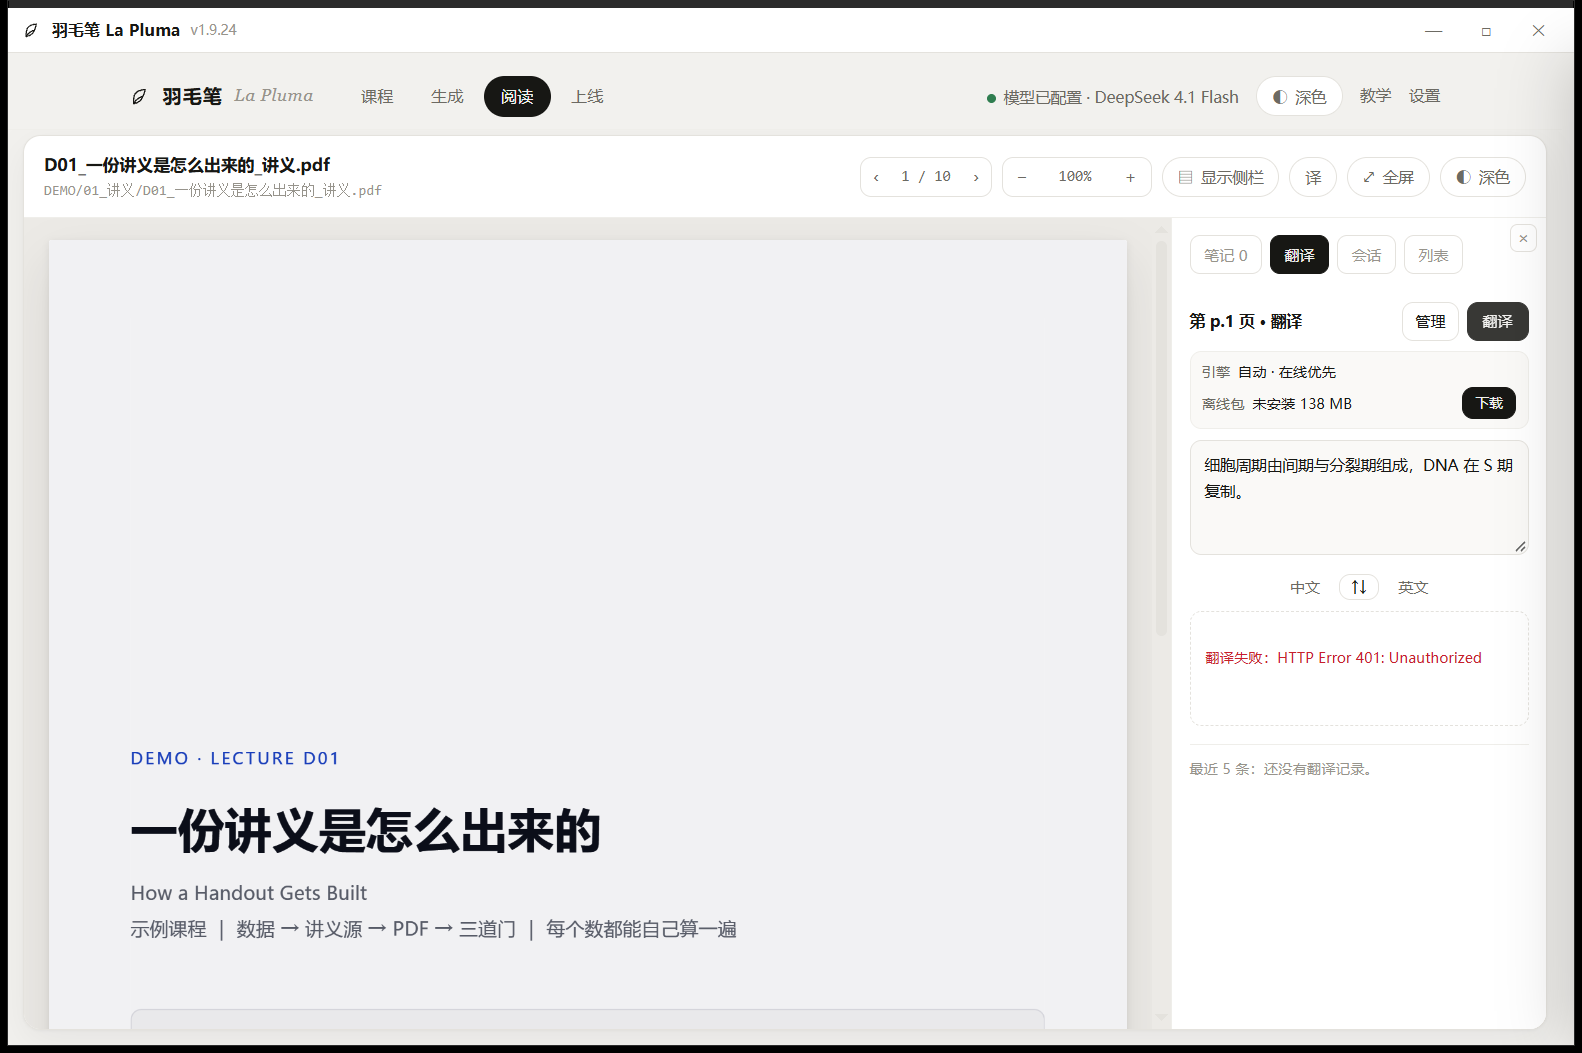 羽毛笔 La Pluma v1.9.24
羽毛笔 La Pluma 课程 生成 阅读 上线 模型已配置 · DeepSeek 4.1 Flash 深色 教学 设置
D01_一份讲义是怎么出来的_讲义.pdf
DEMO/01_讲义/D01_一份讲义是怎么出来的_讲义.pdf
‹ 1 / 10 › − 100% + 显示侧栏 译 全屏 深色
笔记 0 翻译 会话 列表
第 p.1 页 • 翻译 管理 翻译
引擎 自动 · 在线优先
离线包 未安装 138 MB 下载
细胞周期由间期与分裂期组成，DNA 在 S 期
复制。
中文 英文
翻译失败：HTTP Error 401: Unauthorized
最近 5 条：还没有翻译记录。
DEMO · LECTURE D01
一份讲义是怎么出来的
How a Handout Gets Built
示例课程 | 数据 → 讲义源 → PDF → 三道门 | 每个数都能自己算一遍